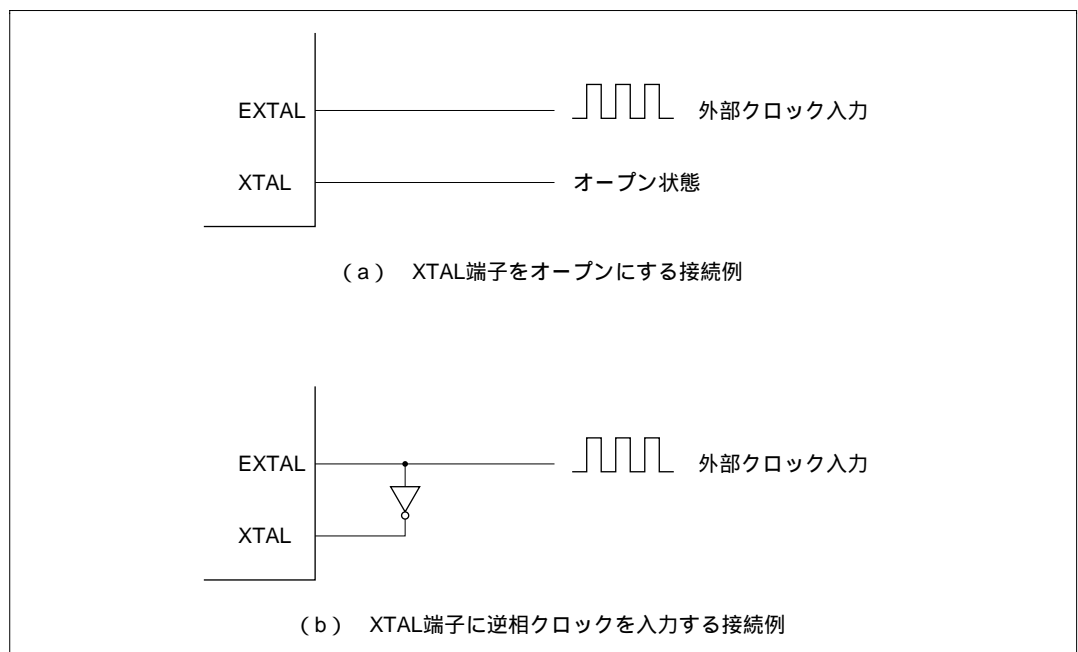 EXTAL 外部クロック入力
XTAL オープン状態
(a) XTAL端子をオープンにする接続例
EXTAL 外部クロック入力
XTAL
(b) XTAL端子に逆相クロックを入力する接続例